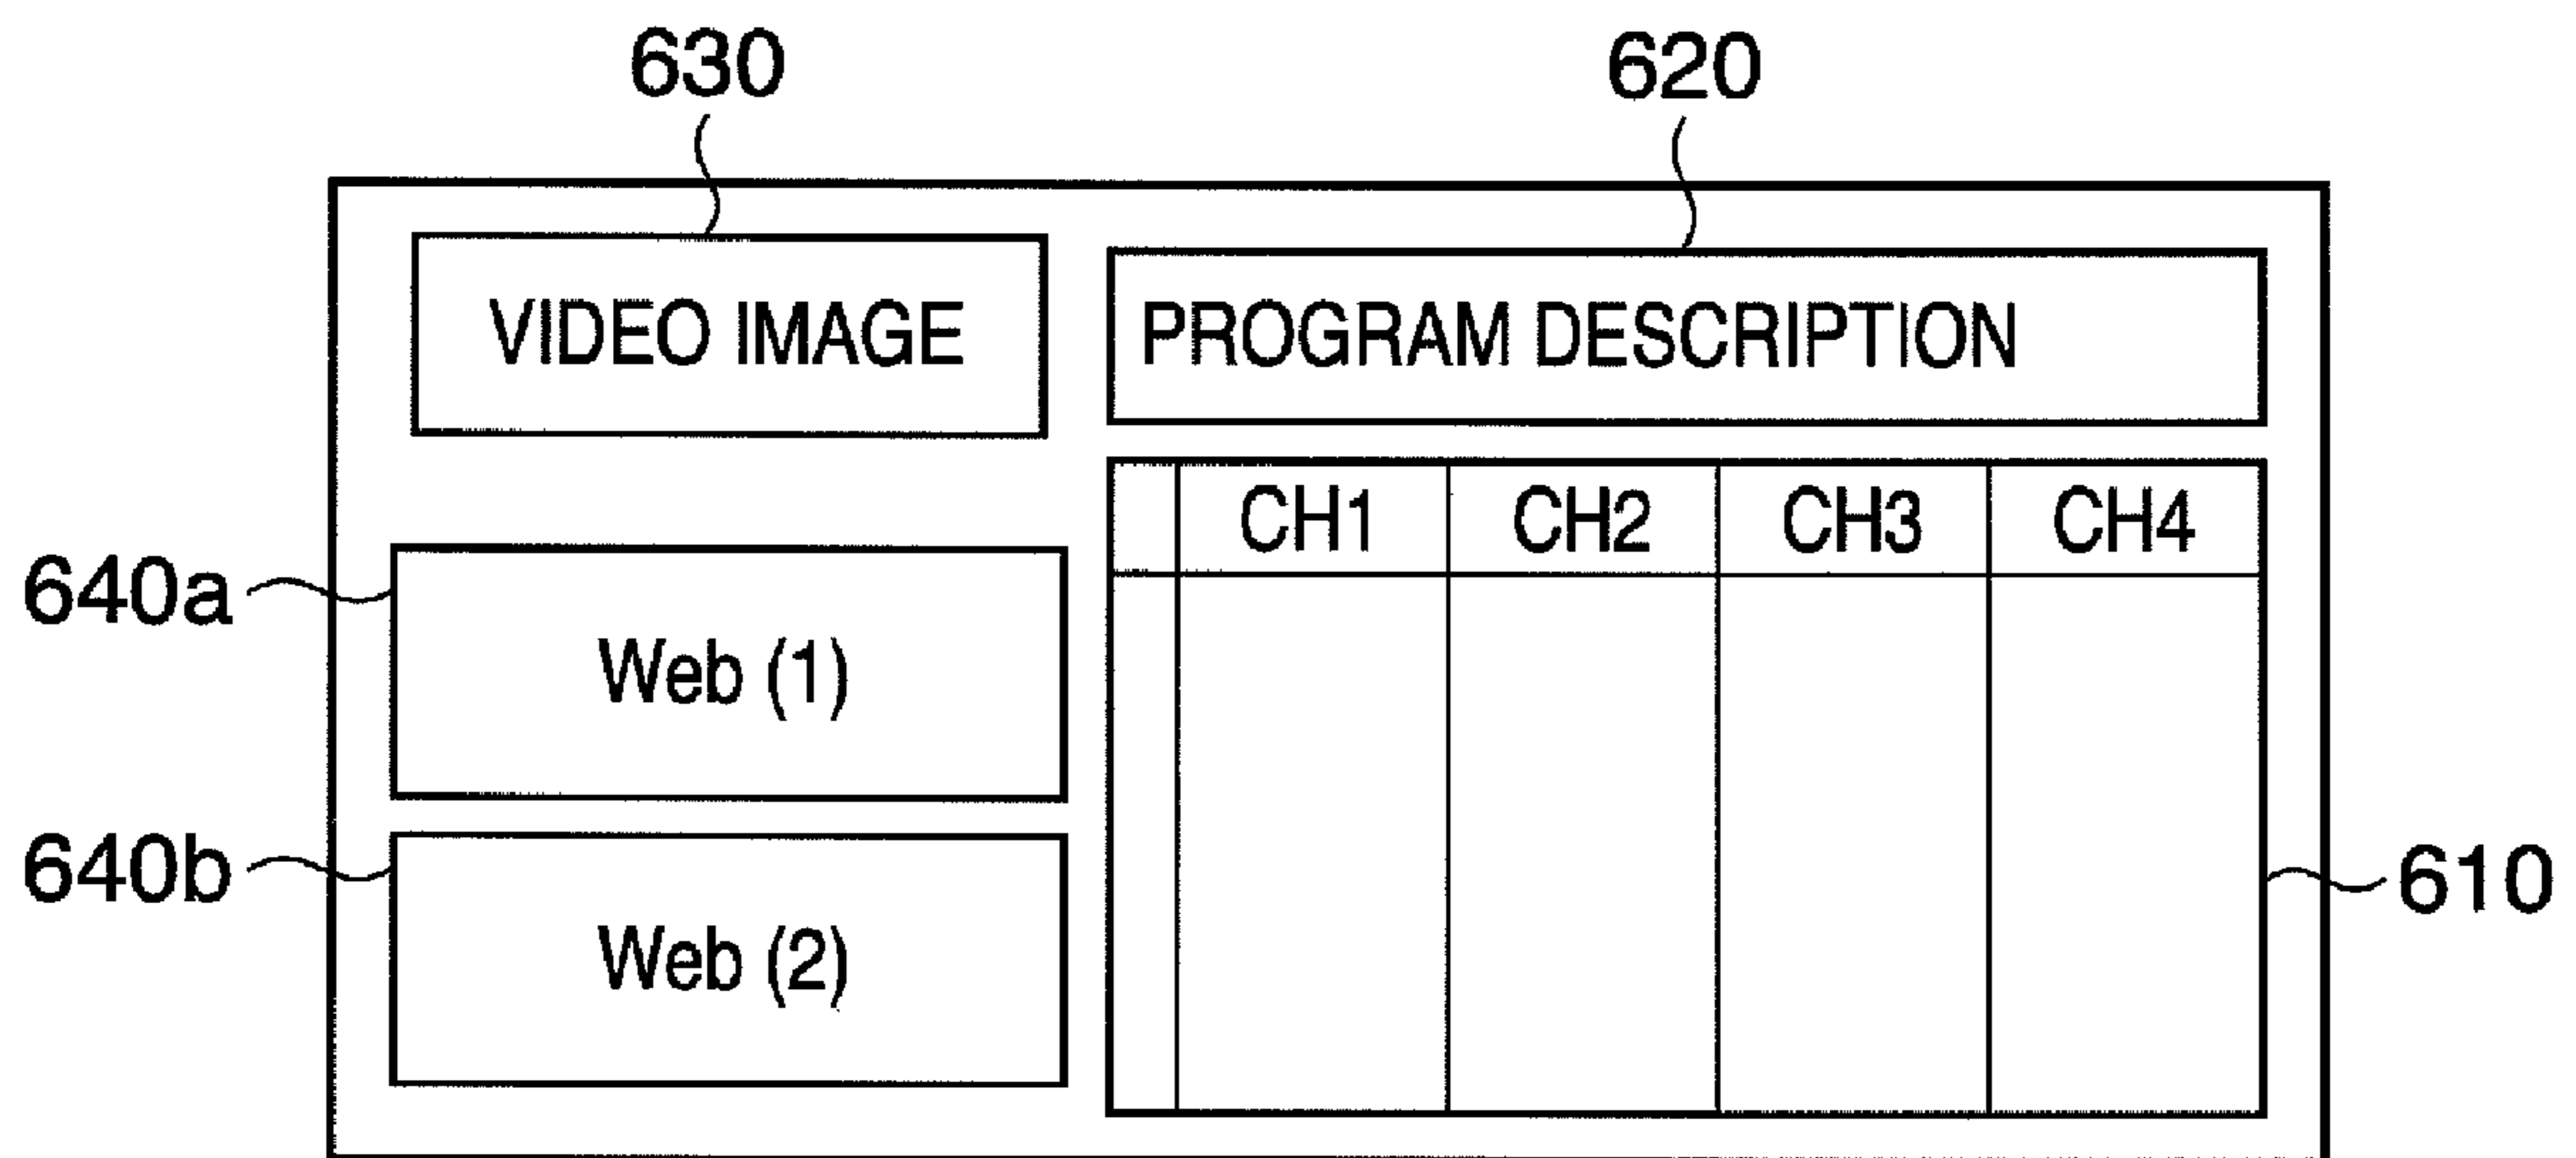 630 620
VIDEO IMAGE
PROGRAM DESCRIPTION
CH1 CH2 CH3 CH4
640a
Web (1)
640b
Web (2)
610